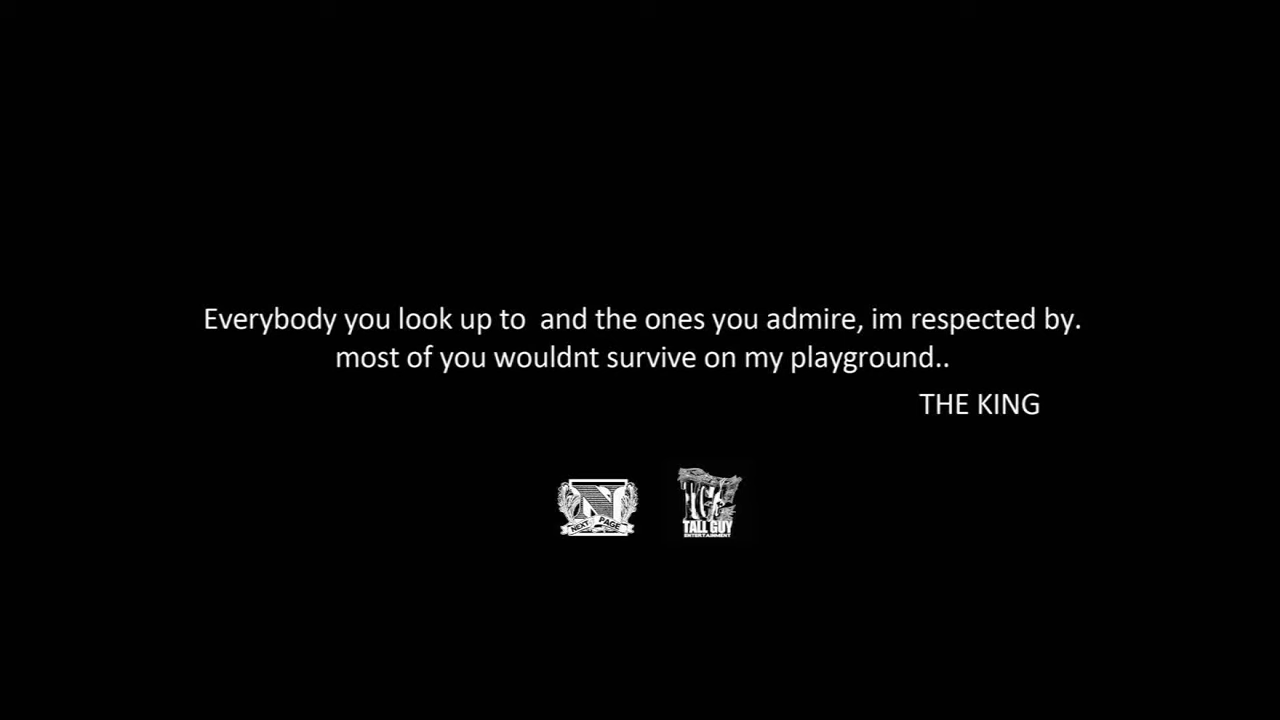 Everybody you look up to  and the ones you admire, im respected by.
most of you wouldnt survive on my playground..
THE KING
N
NEXT PAGE
TGE
TALL GUY
ENTERTAINMENT